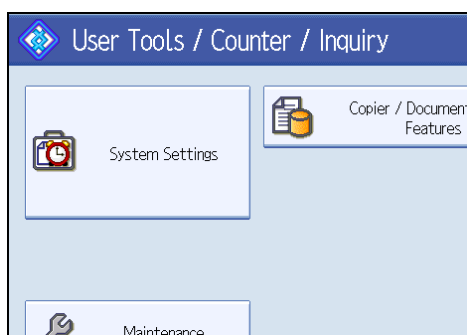 User Tools / Counter / Inquiry
System Settings
Copier / Document
Features
Maintenance